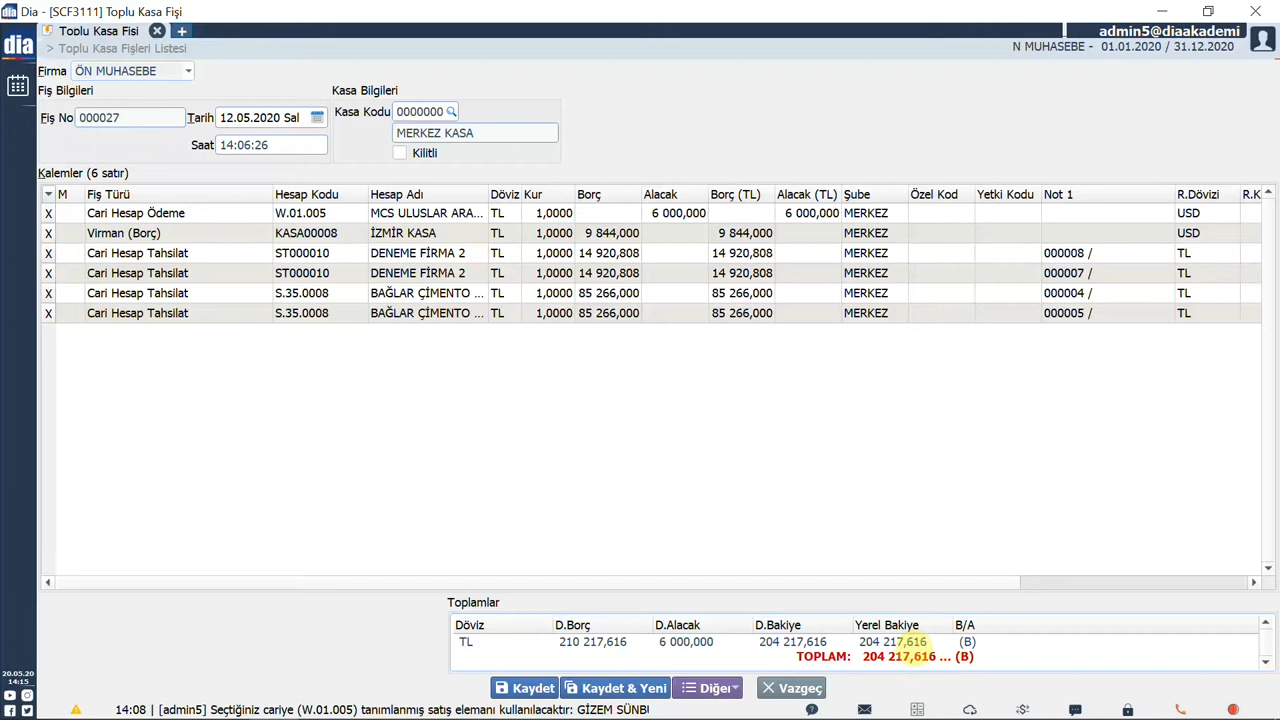 Dia - [SCF3111] Toplu Kasa Fişi
dia
Toplu Kasa Fisi
admin5@diaakademi
> Toplu Kasa Fişleri Listesi
N MUHASEBE - 01.01.2020 / 31.12.2020
Firma ÖN MUHASEBE
Fiş Bilgileri
Kasa Bilgileri
Fiş No 000027 Tarih 12.05.2020 Sal
Kasa Kodu 0000000
MERKEZ KASA
Saat 14:06:26
Kilitli
Kalemler (6 satır)
M Fiş Türü Hesap Kodu Hesap Adı Döviz Kur Borç Alacak Borç (TL) Alacak (TL) Şube Özel Kod Yetki Kodu Not 1 R.Dövizi R.K
X Cari Hesap Ödeme W.01.005 MCS ULUSLAR ARA... TL 1,0000 6 000,000 6 000,000 MERKEZ USD
X Virman (Borç) KASA00008 İZMİR KASA TL 1,0000 9 844,000 9 844,000 MERKEZ USD
X Cari Hesap Tahsilat ST000010 DENEME FİRMA 2 TL 1,0000 14 920,808 14 920,808 MERKEZ 000008 / TL
X Cari Hesap Tahsilat ST000010 DENEME FİRMA 2 TL 1,0000 14 920,808 14 920,808 MERKEZ 000007 / TL
X Cari Hesap Tahsilat S.35.0008 BAĞLAR ÇİMENTO ... TL 1,0000 85 266,000 85 266,000 MERKEZ 000004 / TL
X Cari Hesap Tahsilat S.35.0008 BAĞLAR ÇİMENTO ... TL 1,0000 85 266,000 85 266,000 MERKEZ 000005 / TL
Toplamlar
Döviz D.Borç D.Alacak D.Bakiye Yerel Bakiye B/A
TL 210 217,616 6 000,000 204 217,616 204 217,616 (B)
TOPLAM: 204 217,616 ... (B)
Kaydet Kaydet & Yeni Diğer Vazgeç
20.05.20
14:15
14:08 | [admin5] Seçtiğiniz cariye (W.01.005) tanımlanmış satış elemanı kullanılacaktır: GİZEM SÜNBU